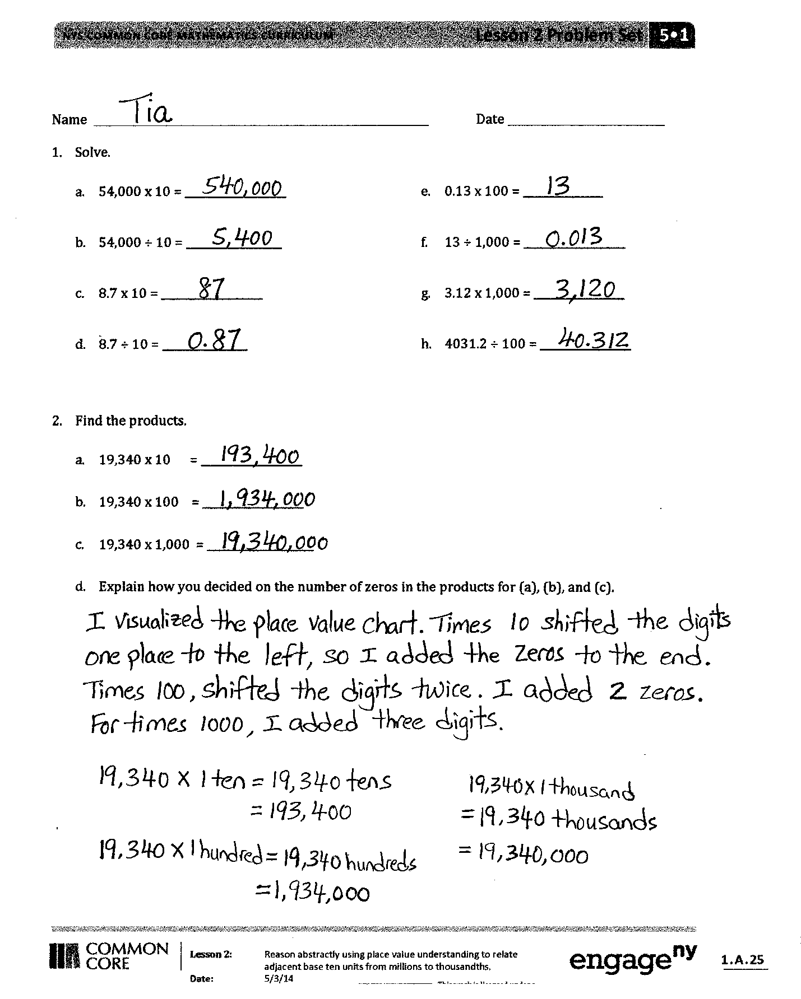 NYS COMMON CORE MATHEMATICS CURRICULUM Lesson 2 Problem Set 5•1
Name Tia Date
1. Solve.
a. 54,000 x 10 = 540,000 e. 0.13 x 100 = 13
b. 54,000 ÷ 10 = 5,400 f. 13 ÷ 1,000 = 0.013
c. 8.7 x 10 = 87 g. 3.12 x 1,000 = 3,120
d. 8.7 ÷ 10 = 0.87 h. 4031.2 ÷ 100 = 40.312
2. Find the products.
a. 19,340 x 10 = 193,400
b. 19,340 x 100 = 1,934,000
c. 19,340 x 1,000 = 19,340,000
d. Explain how you decided on the number of zeros in the products for (a), (b), and (c).
I visualized the place value chart. Times 10 shifted the digits
one place to the left, so I added the zeros to the end.
Times 100, shifted the digits twice. I added 2 zeros.
For times 1000, I added three digits.
19,340 x 1 ten = 19,340 tens
= 193,400
19,340 x 1 hundred = 19,340 hundreds
= 1,934,000
19,340 x 1 thousand
= 19,340 thousands
= 19,340,000
COMMON CORE
Lesson 2: Reason abstractly using place value understanding to relate
adjacent base ten units from millions to thousandths.
Date: 5/3/14
engage ny
1.A.25